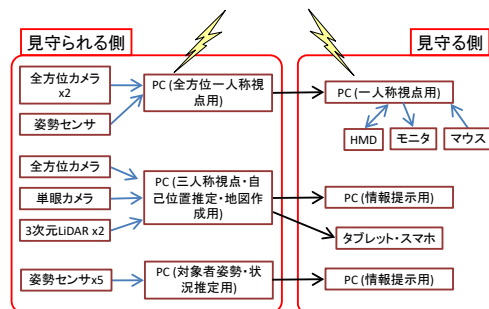 見守られる側
見守る側
全方位カメラ
x2
姿勢センサ
PC (全方位一人称視
点用)
PC (一人称視点用)
HMD
モニタ
マウス
全方位カメラ
単眼カメラ
3次元LiDAR x2
PC (三人称視点・自
己位置推定・地図作
成用)
PC (情報提示用)
タブレット・スマホ
姿勢センサx5
PC (対象者姿勢・状
況推定用)
PC (情報提示用)